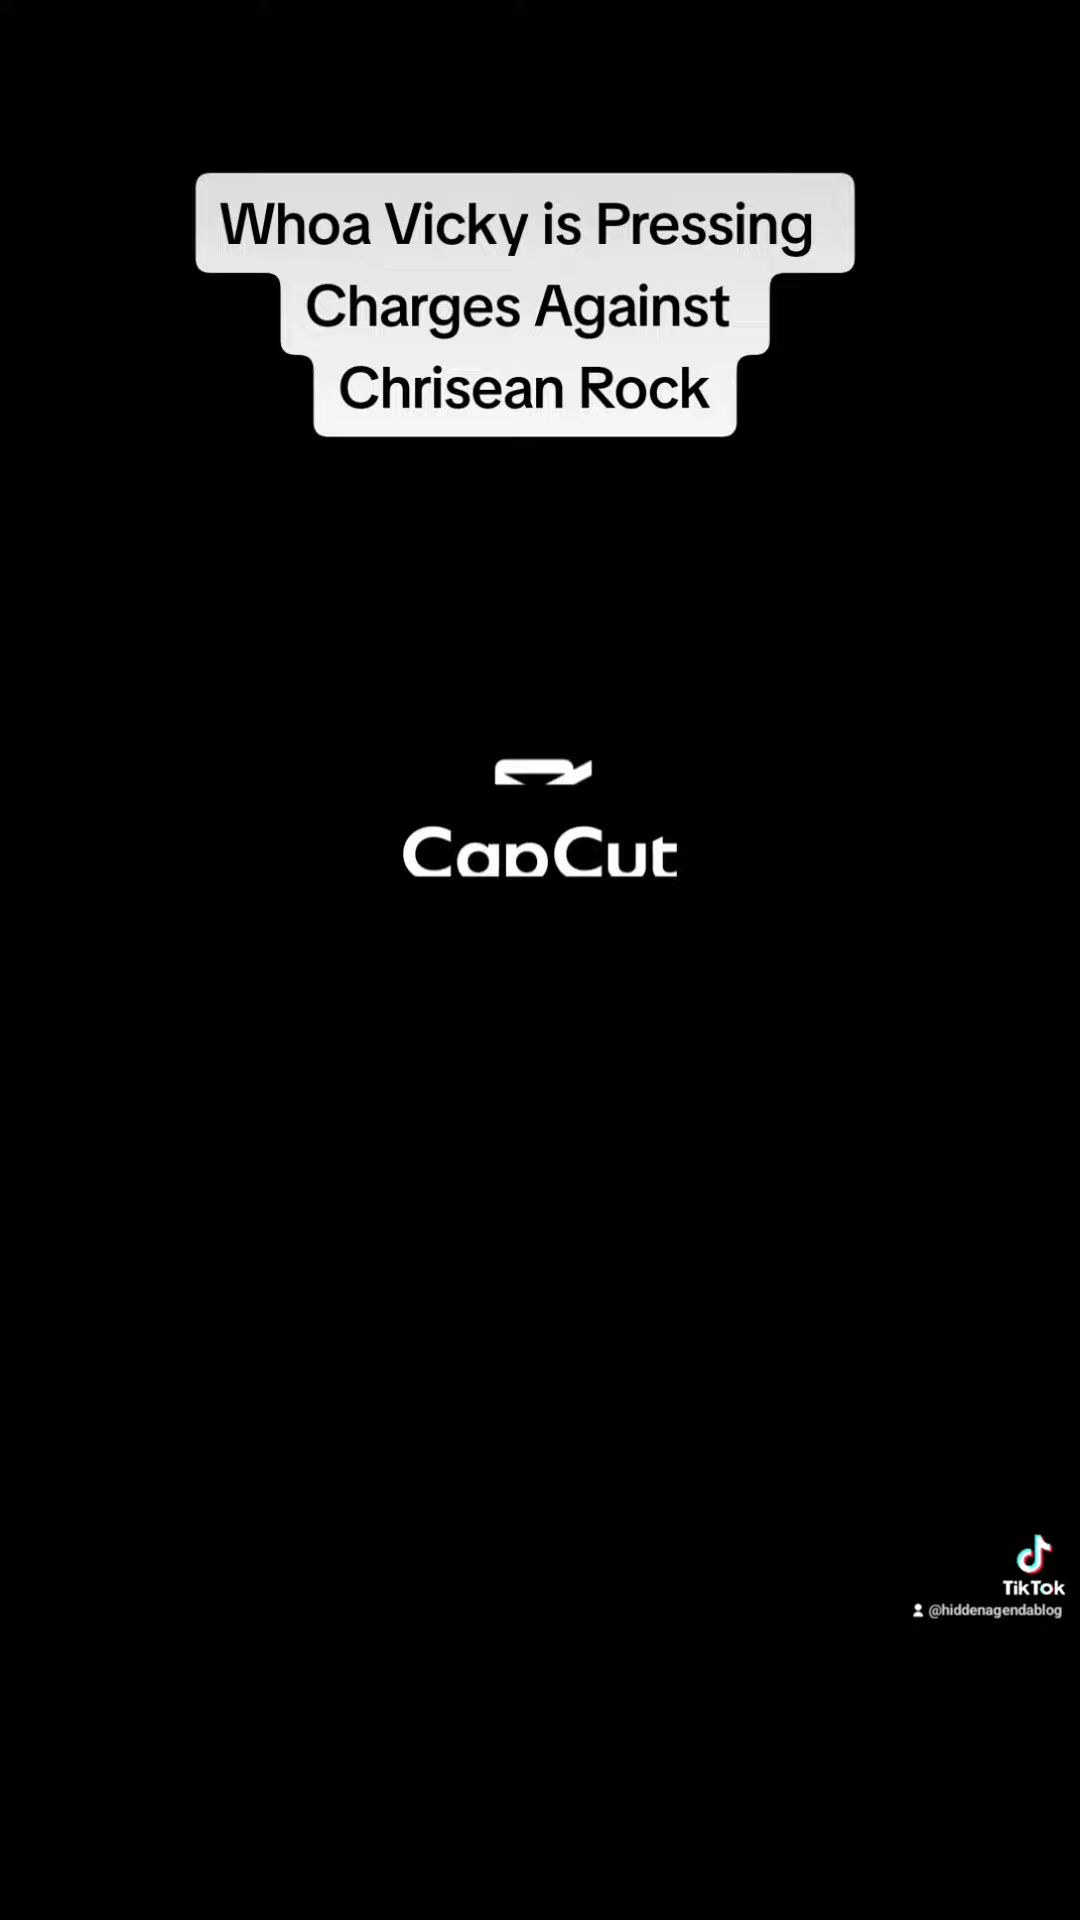 Whoa Vicky is Pressing
Charges Against
Chrisean Rock
CapCut
TikTok
@hiddenagendablog